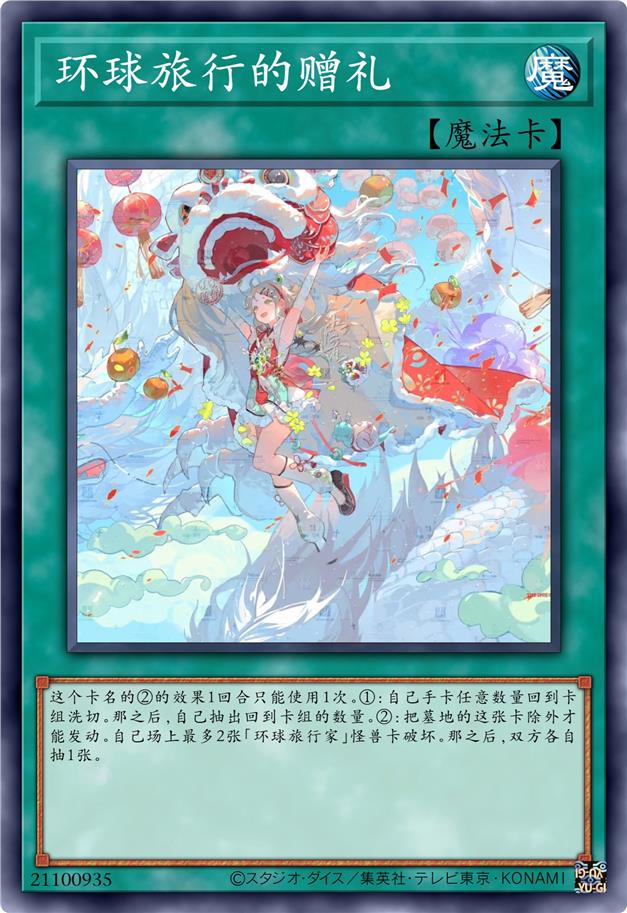 环球旅行的赠礼
魔
【魔法卡】
这个卡名的②的效果1回合只能使用1次。①:自己手卡任意数量回到卡
组洗切。那之后,自己抽出回到卡组的数量。②:把墓地的这张卡除外才
能发动。自己场上最多2张「环球旅行家」怪兽卡破坏。那之后,双方各自
抽1张。
21100935
©スタジオ・ダイス／集英社・テレビ東京・KONAMI